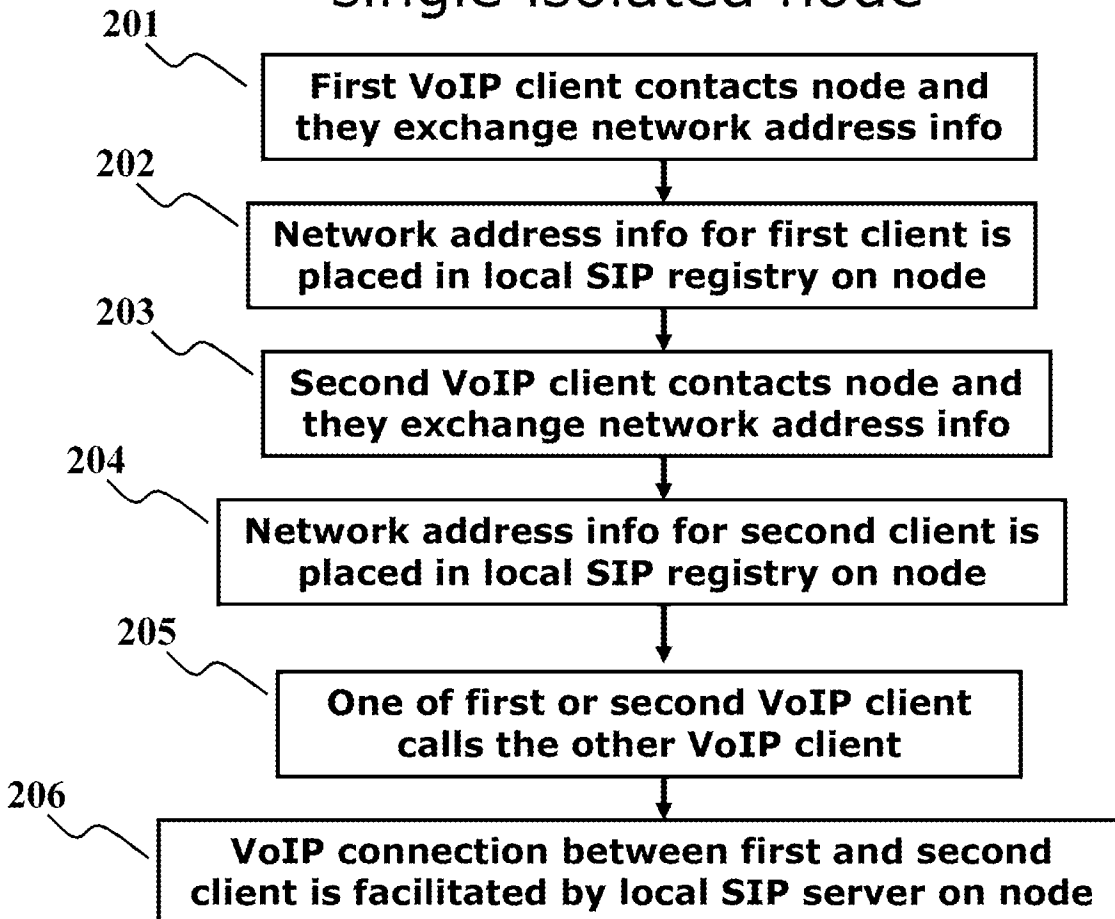 single isolated node
201
First VoIP client contacts node and
they exchange network address info
202
Network address info for first client is
placed in local SIP registry on node
203
Second VoIP client contacts node and
they exchange network address info
204
Network address info for second client is
placed in local SIP registry on node
205
One of first or second VoIP client
calls the other VoIP client
206
VoIP connection between first and second
client is facilitated by local SIP server on node